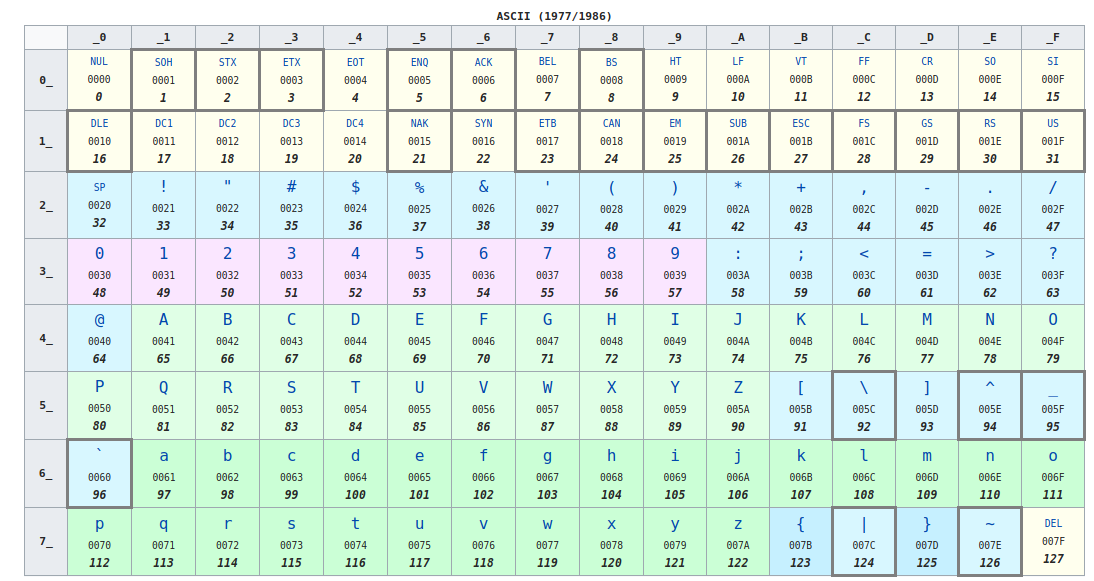 ASCII (1977/1986)
_0 _1 _2 _3 _4 _5 _6 _7 _8 _9 _A _B _C _D _E _F
0_ NUL SOH STX ETX EOT ENQ ACK BEL BS HT LF VT FF CR SO SI
0000 0001 0002 0003 0004 0005 0006 0007 0008 0009 000A 000B 000C 000D 000E 000F
0 1 2 3 4 5 6 7 8 9 10 11 12 13 14 15
1_ DLE DC1 DC2 DC3 DC4 NAK SYN ETB CAN EM SUB ESC FS GS RS US
0010 0011 0012 0013 0014 0015 0016 0017 0018 0019 001A 001B 001C 001D 001E 001F
16 17 18 19 20 21 22 23 24 25 26 27 28 29 30 31
2_ SP ! " # $ % & ' ( ) * + , - . /
0020 0021 0022 0023 0024 0025 0026 0027 0028 0029 002A 002B 002C 002D 002E 002F
32 33 34 35 36 37 38 39 40 41 42 43 44 45 46 47
3_ 0 1 2 3 4 5 6 7 8 9 : ; < = > ?
0030 0031 0032 0033 0034 0035 0036 0037 0038 0039 003A 003B 003C 003D 003E 003F
48 49 50 51 52 53 54 55 56 57 58 59 60 61 62 63
4_ @ A B C D E F G H I J K L M N O
0040 0041 0042 0043 0044 0045 0046 0047 0048 0049 004A 004B 004C 004D 004E 004F
64 65 66 67 68 69 70 71 72 73 74 75 76 77 78 79
5_ P Q R S T U V W X Y Z [ \ ] ^ _
0050 0051 0052 0053 0054 0055 0056 0057 0058 0059 005A 005B 005C 005D 005E 005F
80 81 82 83 84 85 86 87 88 89 90 91 92 93 94 95
6_ ` a b c d e f g h i j k l m n o
0060 0061 0062 0063 0064 0065 0066 0067 0068 0069 006A 006B 006C 006D 006E 006F
96 97 98 99 100 101 102 103 104 105 106 107 108 109 110 111
7_ p q r s t u v w x y z { | } ~ DEL
0070 0071 0072 0073 0074 0075 0076 0077 0078 0079 007A 007B 007C 007D 007E 007F
112 113 114 115 116 117 118 119 120 121 122 123 124 125 126 127